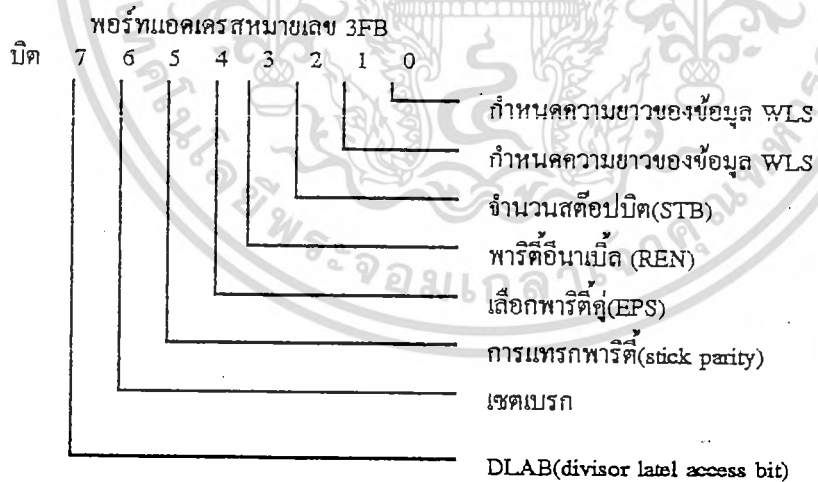 พอร์ทแอดเดรสหมายเลข 3FB
บิต 7 6 5 4 3 2 1 0
กำหนดความยาวของข้อมูล WLS
กำหนดความยาวของข้อมูล WLS
จำนวนสต๊อปบิต(STB)
พาริตี้อีนาเบิ้ล (REN)
เลือกพาริตี้คู่(EPS)
การแทรกพาริตี้(stick parity)
เซตเบรก
DLAB(divisor latel access bit)